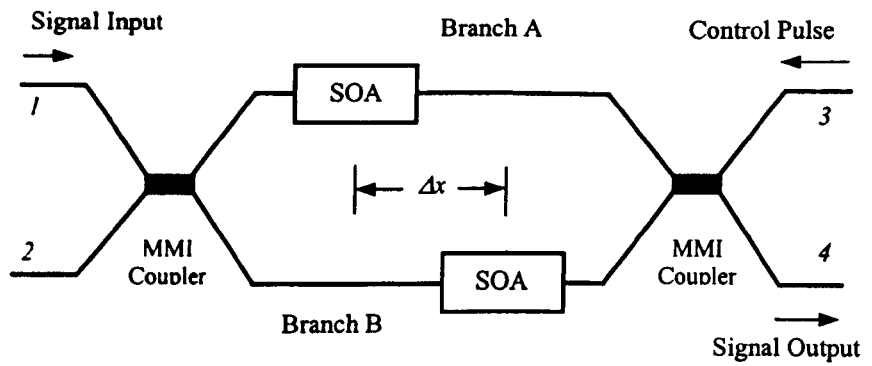 Signal Input
Branch A
Control Pulse
1
SOA
3
Δx
2
MMI
Coupler
MMI
Coupler
4
SOA
Branch B
Signal Output